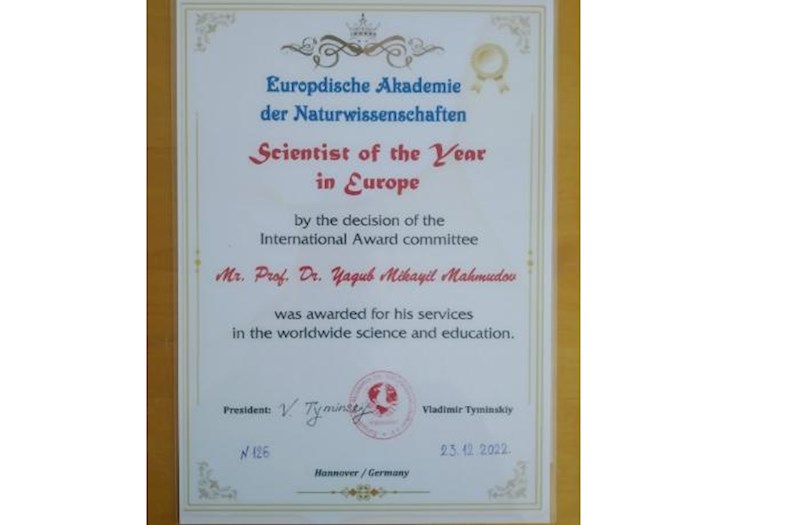 Europdische Akademie
der Naturwissenschaften
Scientist of the Year
in Europe
by the decision of the
International Award committee
Mr. Prof. Dr. Yaqub Mikayil Mahmudov
was awarded for his services
in the worldwide science and education.
President: V. Tyminsky Vladimir Tyminskiy
N 126 23.12.2022.
Hannover / Germany